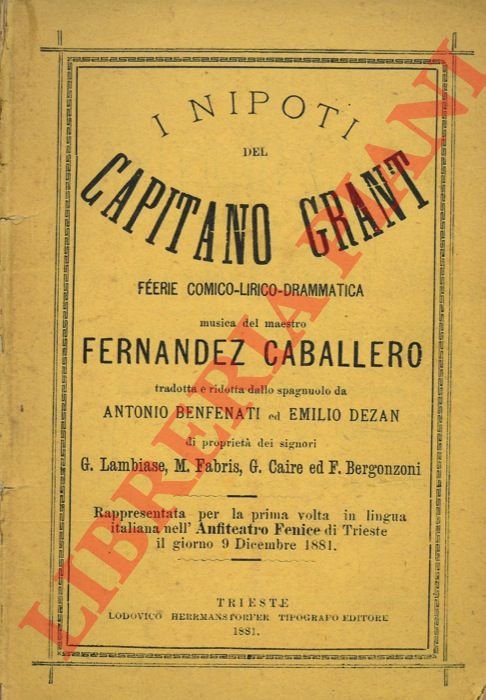 I NIPOTI
DEL
CAPITANO GRANT
FÉERIE COMICO-LIRICO-DRAMMATICA
musica del maestro
FERNANDEZ CABALLERO
tradotta e ridotta dallo spagnuolo da
ANTONIO BENFENATI ed EMILIO DEZAN
di proprietà dei signori
G. Lambiase, M. Fabris, G. Caire ed F. Bergonzoni
Rappresentata per la prima volta in lingua
italiana nell' Anfiteatro Fenice di Trieste
il giorno 9 Dicembre 1881.
TRIESTE
LODOVICO HERRMANSTORFER TIPOGRAFO EDITORE
1881.
LIBRERIA PIANI